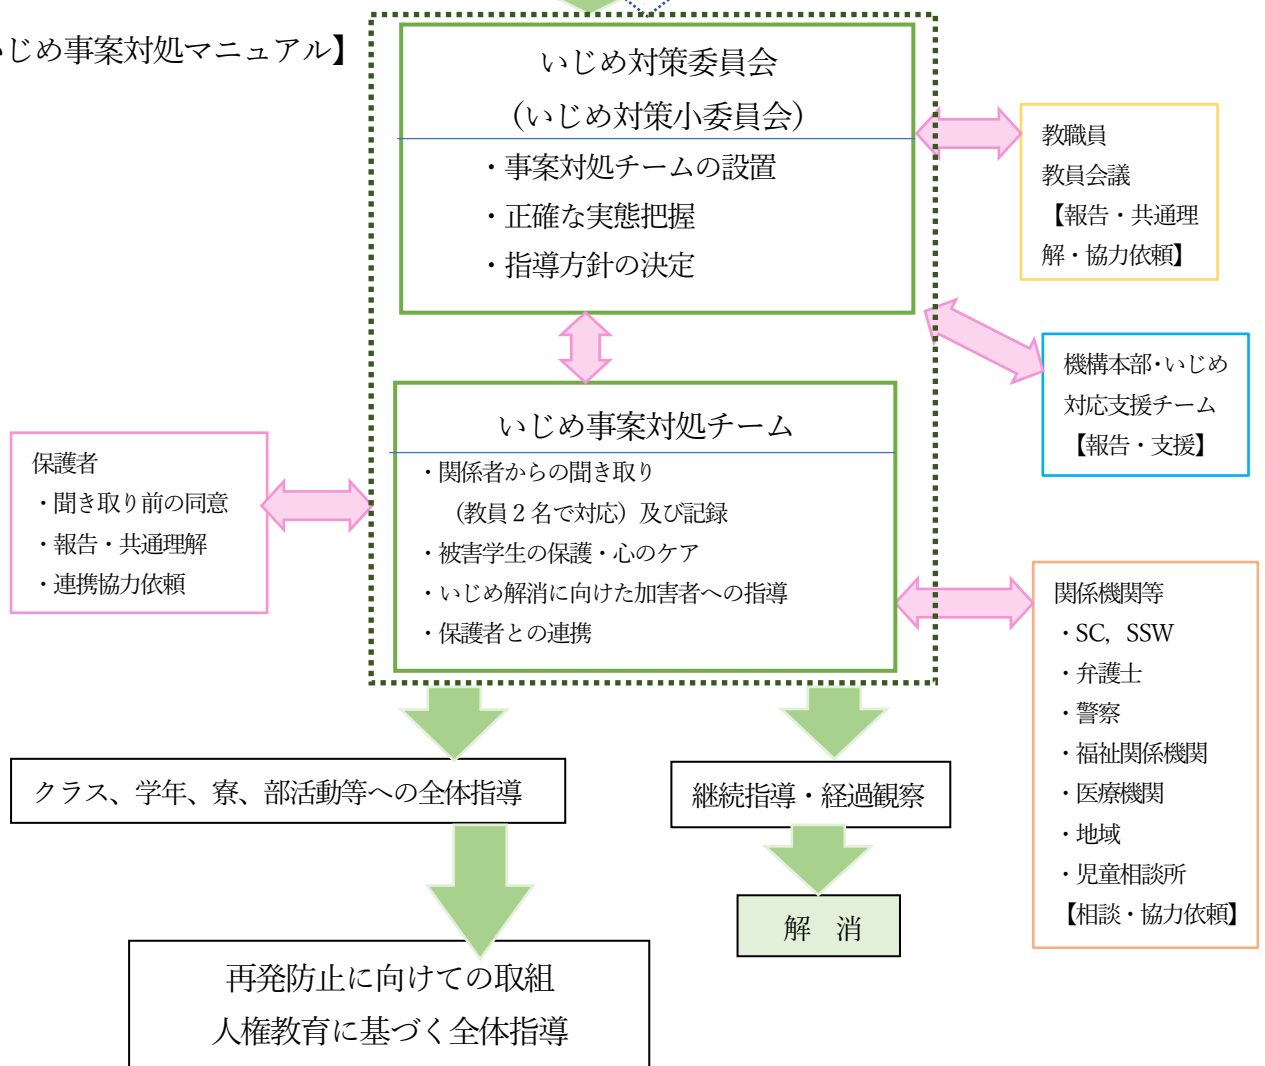 いじめ事案対処マニュアル】
いじめ対策委員会
（いじめ対策小委員会）
・事案対処チームの設置
・正確な実態把握
・指導方針の決定
教職員
教員会議
【報告・共通理
解・協力依頼】
機構本部・いじめ
対応支援チーム
【報告・支援】
いじめ事案対処チーム
・関係者からの聞き取り
（教員２名で対応）及び記録
・被害学生の保護・心のケア
・いじめ解消に向けた加害者への指導
・保護者との連携
保護者
・聞き取り前の同意
・報告・共通理解
・連携協力依頼
関係機関等
・SC，SSW
・弁護士
・警察
・福祉関係機関
・医療機関
・地域
・児童相談所
【相談・協力依頼】
クラス、学年、寮、部活動等への全体指導
継続指導・経過観察
解　消
再発防止に向けての取組
人権教育に基づく全体指導